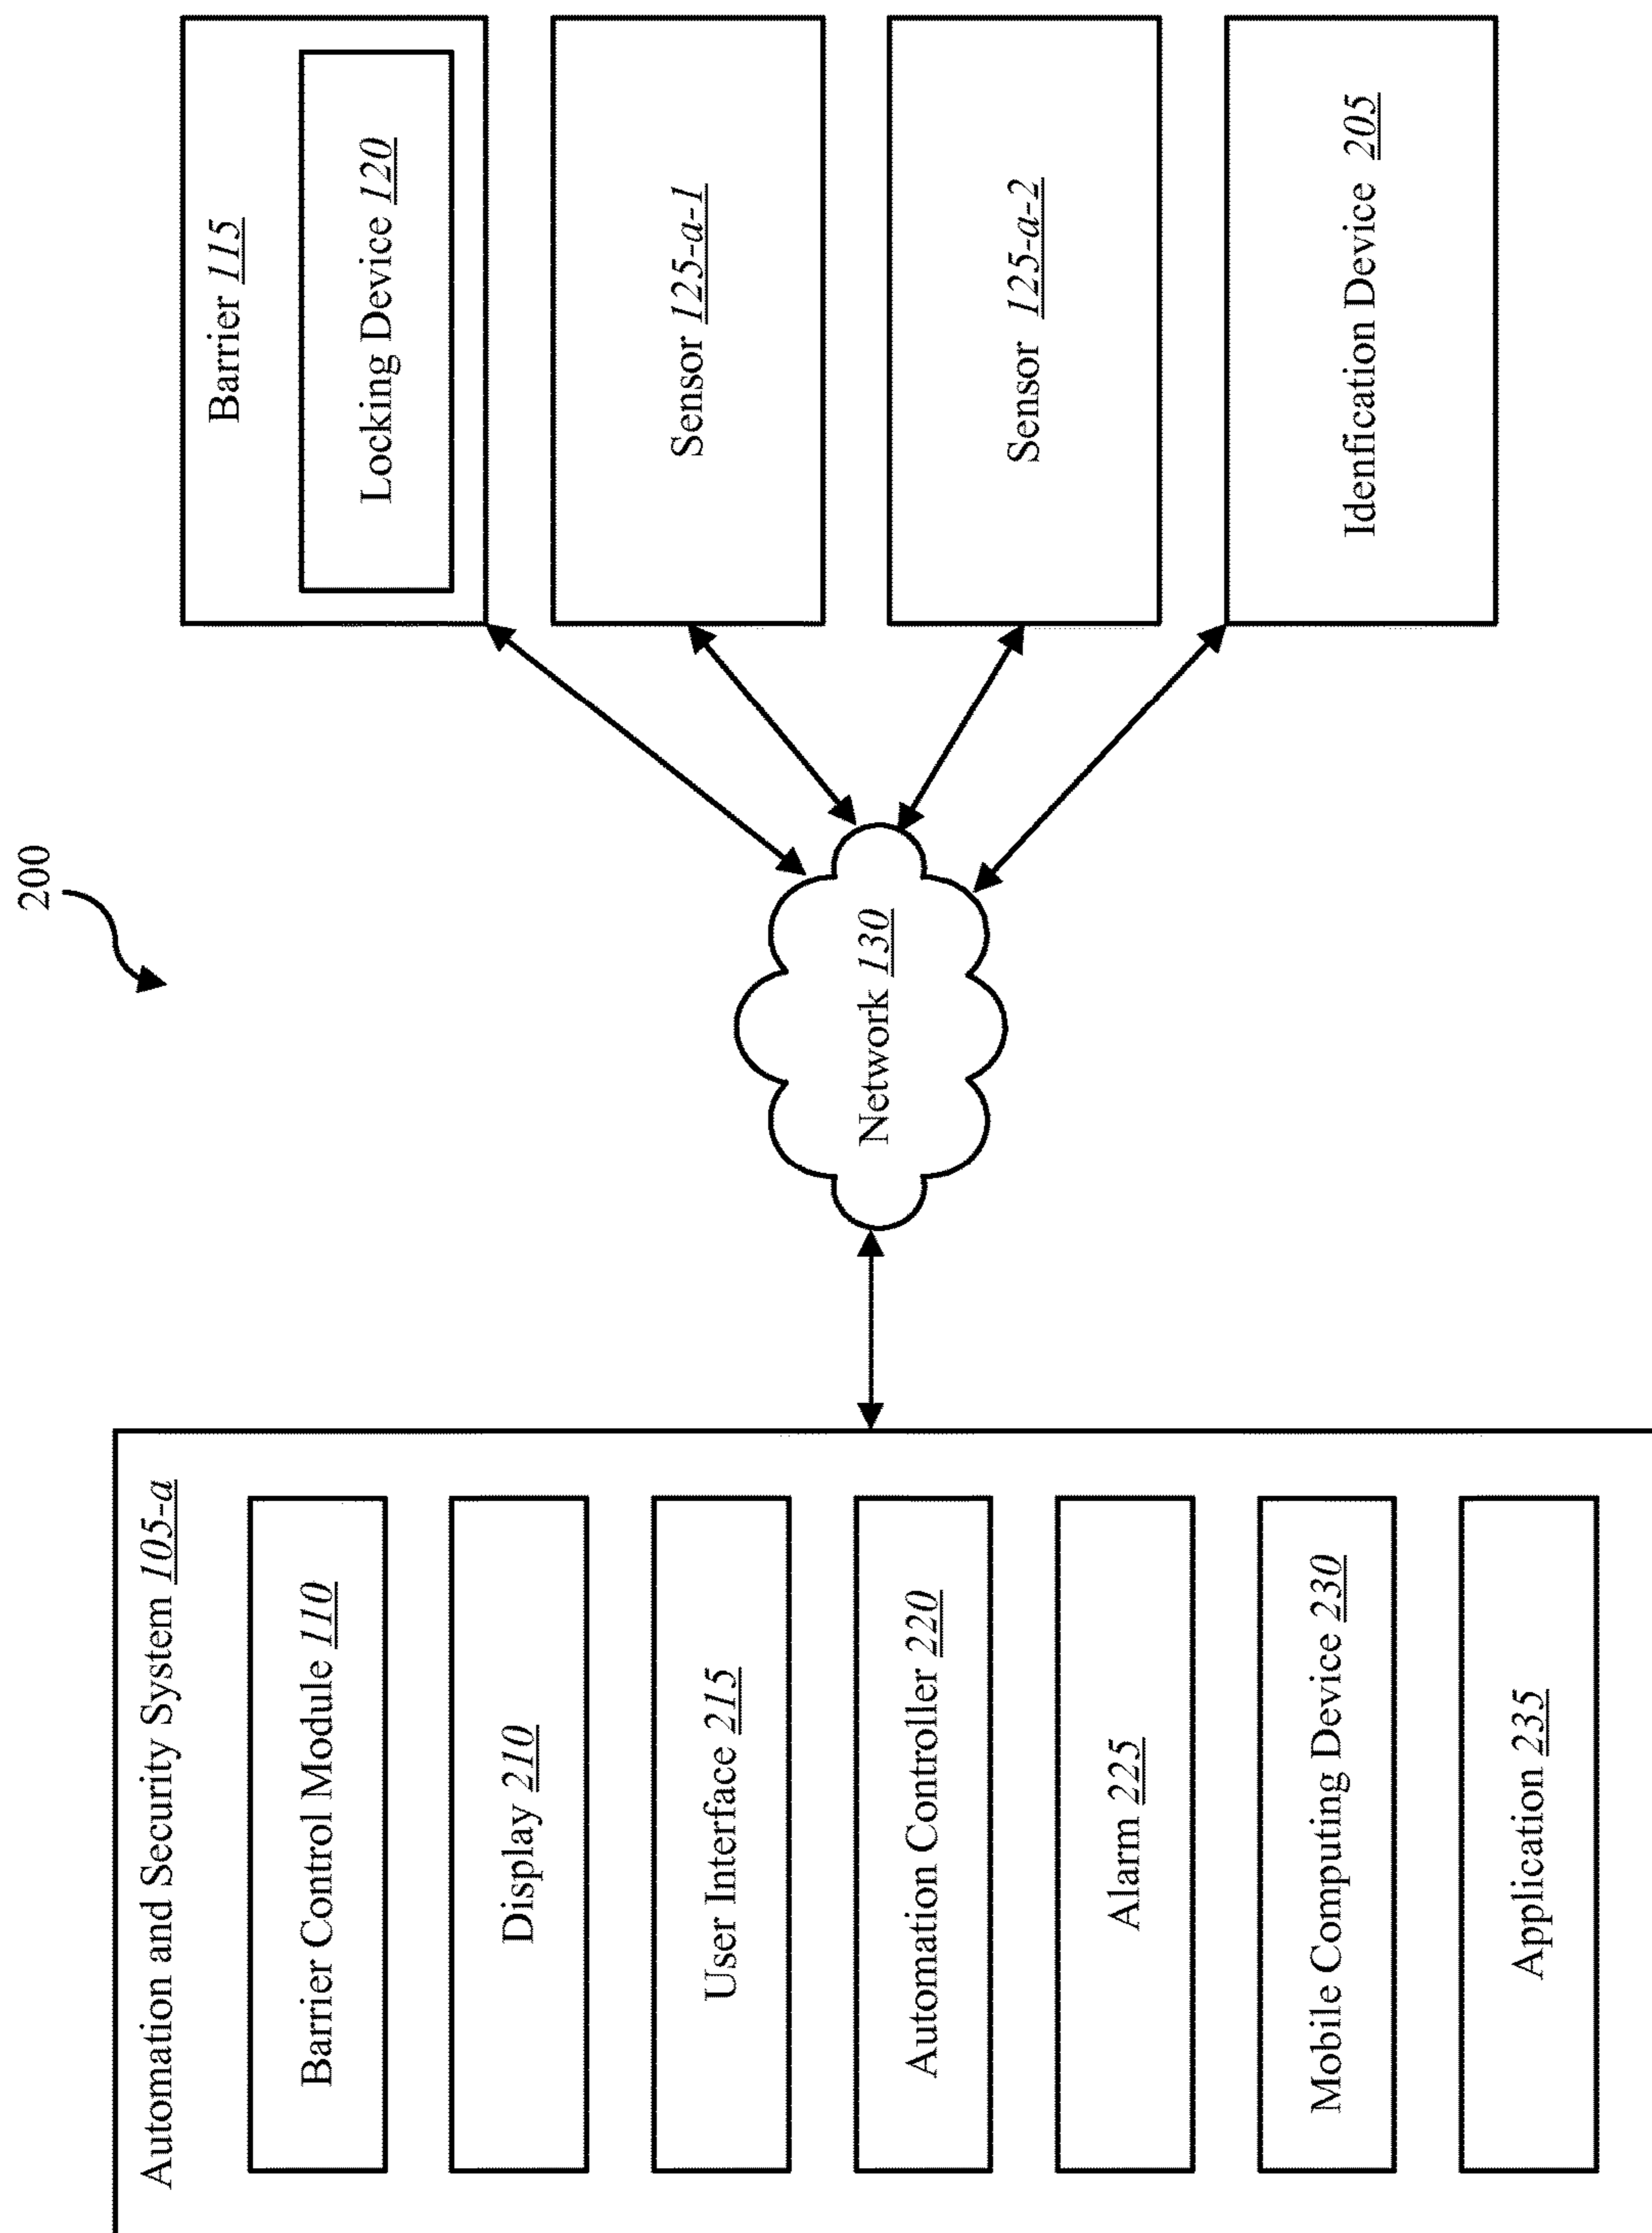 200
Automation and Security System 105-a
Barrier Control Module 110
Display 210
User Interface 215
Automation Controller 220
Alarm 225
Mobile Computing Device 230
Application 235
Network 130
Barrier 115
Locking Device 120
Sensor 125-a-1
Sensor 125-a-2
Idenfication Device 205